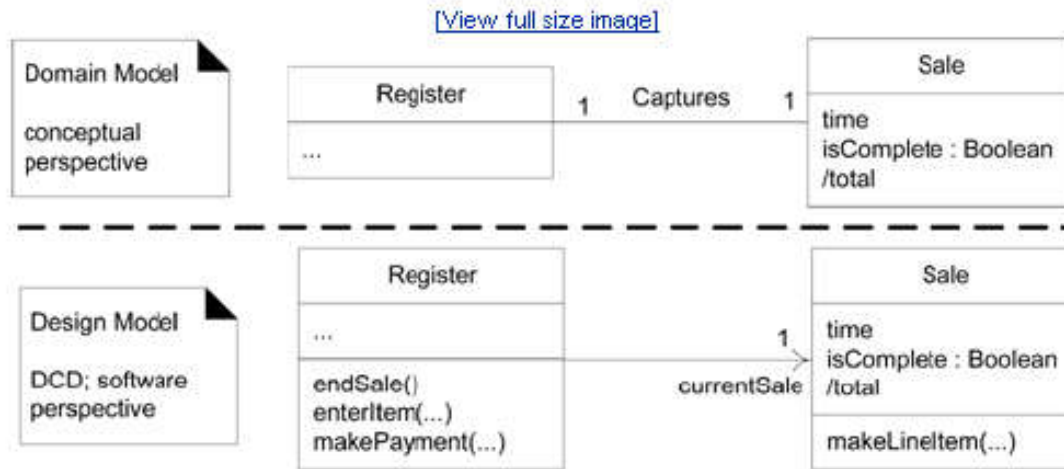 [View full size image]
Domain Model
conceptual
perspective
Register
...
1 Captures 1
Sale
time
isComplete : Boolean
/total
Design Model
DCD; software
perspective
Register
...
endSale()
enterItem(...)
makePayment(...)
1
currentSale
Sale
time
isComplete : Boolean
/total
makeLineItem(...)